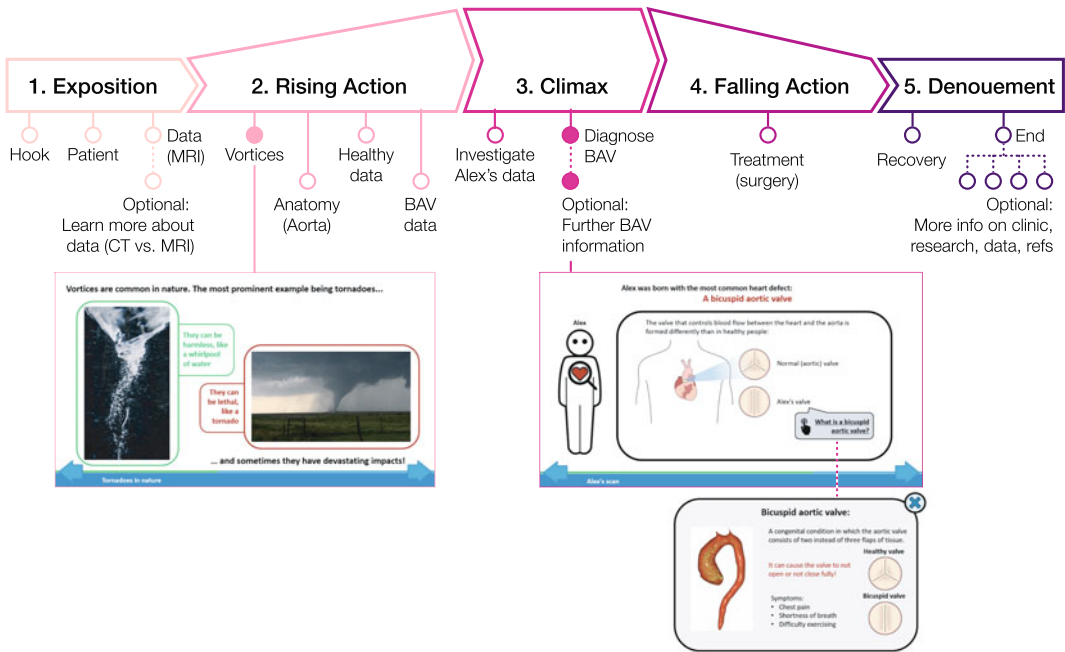 1. Exposition
2. Rising Action
3. Climax
4. Falling Action
5. Denouement
Hook
Patient
Data
(MRI)
Optional:
Learn more about
data (CT vs. MRI)
Vortices
Anatomy
(Aorta)
Healthy
data
BAV
data
Investigate
Alex's data
Diagnose
BAV
Optional:
Further BAV
information
Treatment
(surgery)
Recovery
End
Optional:
More info on clinic,
research, data, refs
Vortices are common in nature. The most prominent example being tornadoes...
They can be
harmless, like
a whirlpool
of water
They can
be lethal,
like a
tornado
... and sometimes they have devastating impacts!
Tornadoes in nature
Alex was born with the most common heart defect:
A bicuspid aortic valve
Alex
The valve that controls blood flow between the heart and the aorta is
formed differently than in healthy people:
Normal (aortic) valve
Alex's valve
What is a bicuspid
aortic valve?
Alex's scan
Bicuspid aortic valve:
A congenital condition in which the aortic valve
consists of two instead of three flaps of tissue.
Healthy valve
It can cause the valve to not
open or not close fully!
Bicuspid valve
Symptoms:
• Chest pain
• Shortness of breath
• Difficulty exercising